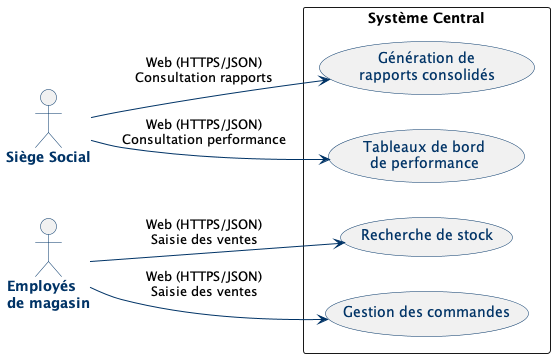 Système Central
Web (HTTPS/JSON)
Consultation rapports
Génération de
rapports consolidés
Siège Social
Web (HTTPS/JSON)
Consultation performance
Tableaux de bord
de performance
Web (HTTPS/JSON)
Saisie des ventes
Recherche de stock
Employés
de magasin
Web (HTTPS/JSON)
Saisie des ventes
Gestion des commandes